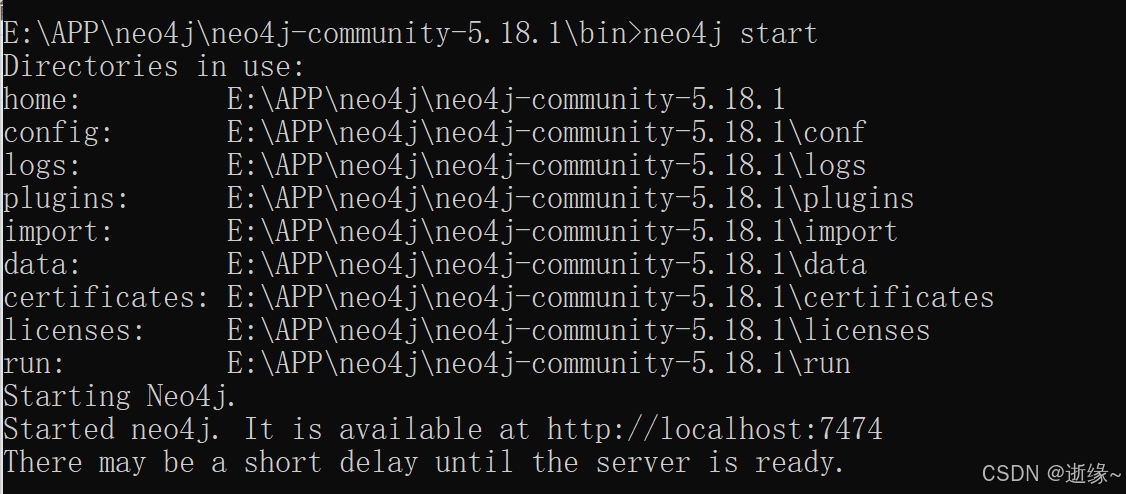 E:\APP\neo4j\neo4j-community-5.18.1\bin>neo4j start
Directories in use:
home:         E:\APP\neo4j\neo4j-community-5.18.1
config:       E:\APP\neo4j\neo4j-community-5.18.1\conf
logs:         E:\APP\neo4j\neo4j-community-5.18.1\logs
plugins:      E:\APP\neo4j\neo4j-community-5.18.1\plugins
import:       E:\APP\neo4j\neo4j-community-5.18.1\import
data:         E:\APP\neo4j\neo4j-community-5.18.1\data
certificates: E:\APP\neo4j\neo4j-community-5.18.1\certificates
licenses:     E:\APP\neo4j\neo4j-community-5.18.1\licenses
run:          E:\APP\neo4j\neo4j-community-5.18.1\run
Starting Neo4j.
Started neo4j. It is available at http://localhost:7474
There may be a short delay until the server is ready.
CSDN @逝缘~